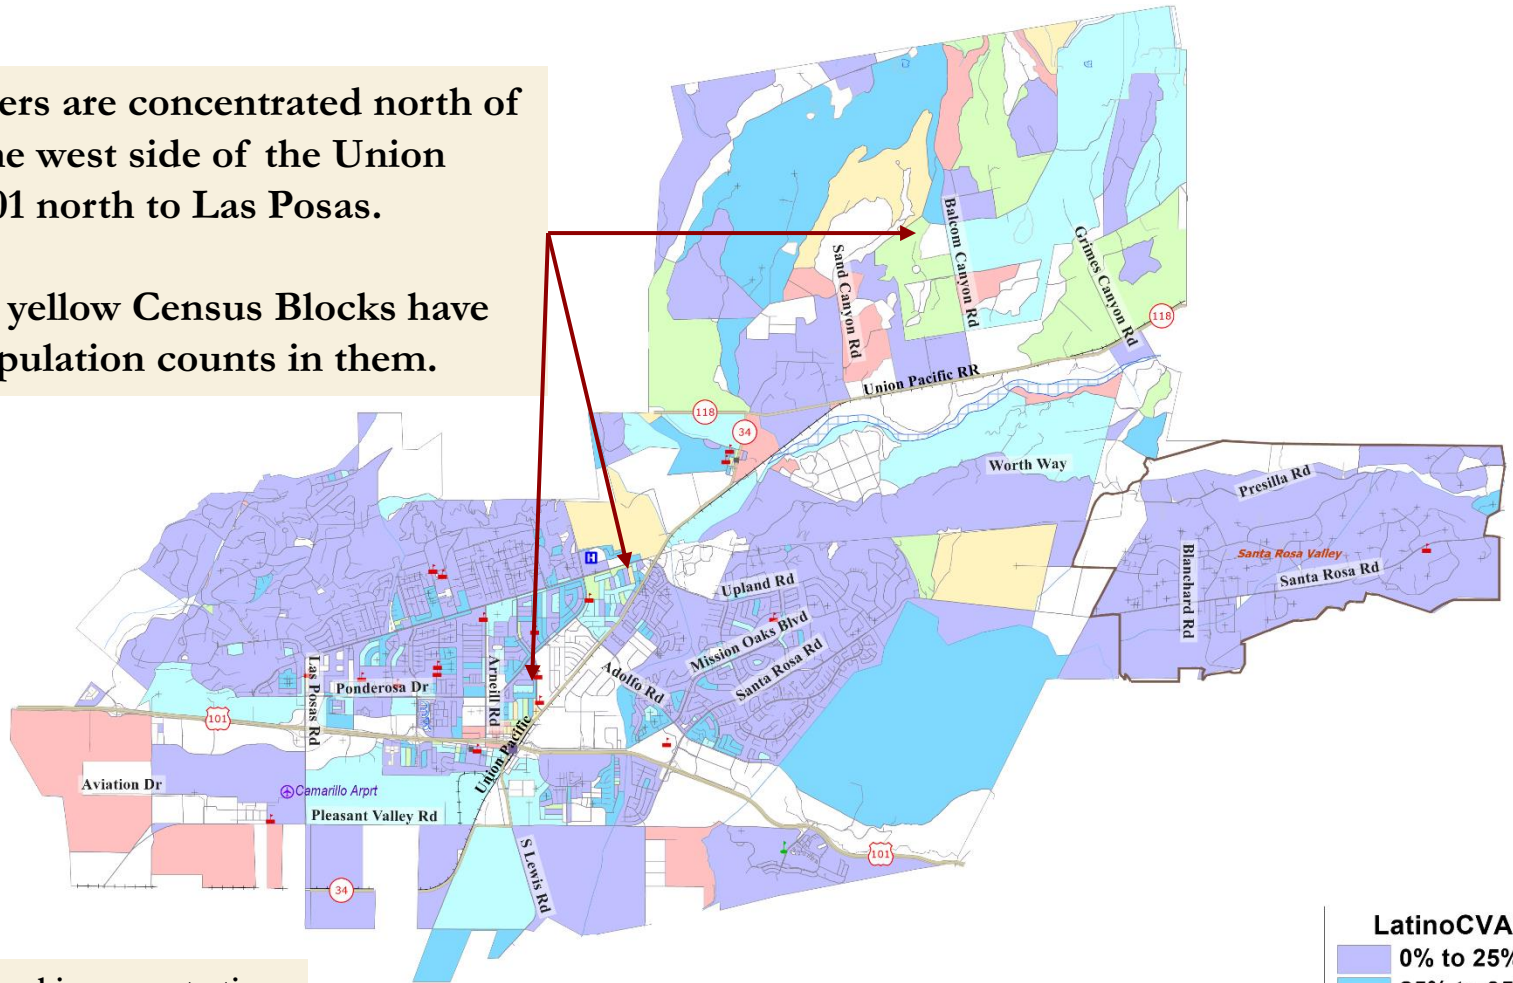 ers are concentrated north of
he west side of the Union
01 north to Las Posas.
yellow Census Blocks have
pulation counts in them.
Sand Canyon Rd
Balcom Canyon Rd
Grimes Canyon Rd
118
Union Pacific RR
118
34
Worth Way
Presilla Rd
Santa Rosa Valley
Blanchard Rd
Santa Rosa Rd
H
Upland Rd
Mission Oaks Blvd
Santa Rosa Rd
Adolfo Rd
Las Posas Rd
Ponderosa Dr
Arneill Rd
101
Union Pacific
Aviation Dr
Camarillo Arprt
Pleasant Valley Rd
S Lewis Rd
101
34
LatinoCVA
0% to 25%